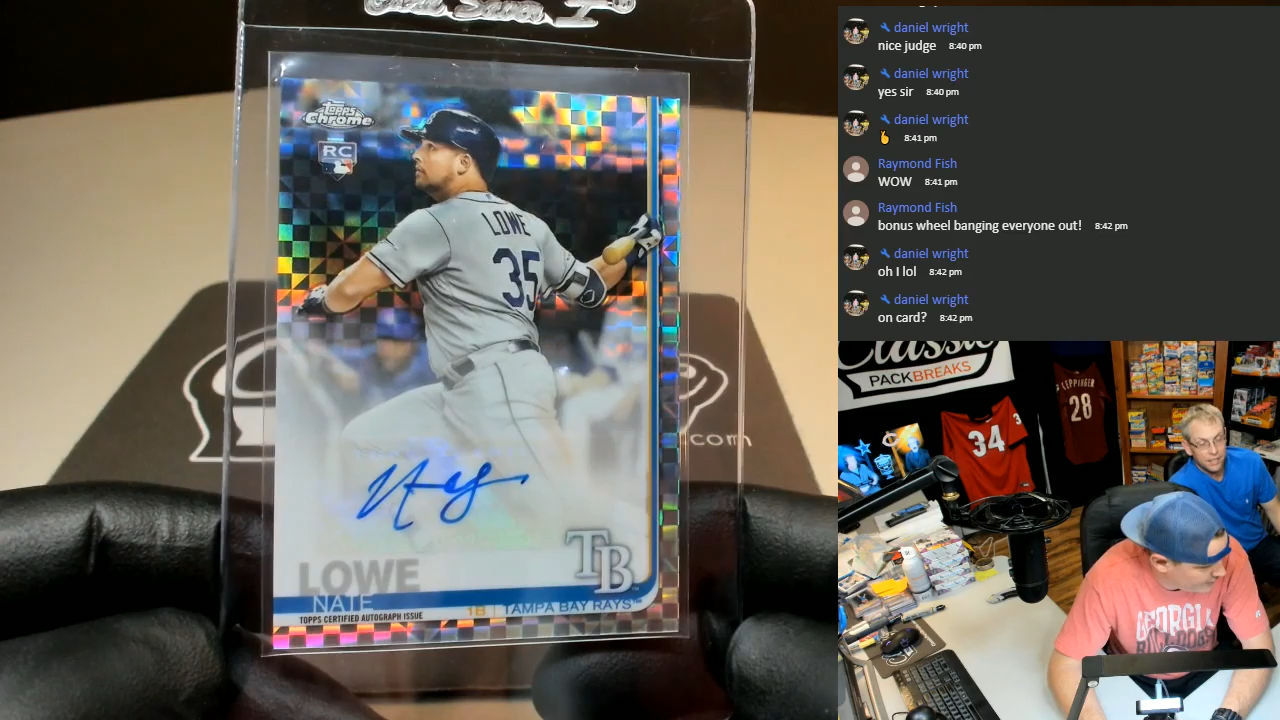 Topps
Chrome
RC
LOWE
35
LOWE
NATE
1B | TAMPA BAY RAYS™
TOPPS CERTIFIED AUTOGRAPH ISSUE
TB
com
daniel wright
nice judge 8:40 pm
daniel wright
yes sir 8:40 pm
daniel wright
8:41 pm
Raymond Fish
WOW 8:41 pm
Raymond Fish
bonus wheel banging everyone out! 8:42 pm
daniel wright
oh I lol 8:42 pm
daniel wright
on card? 8:42 pm
Classic
PACKBREAKS
34
LEPPINGER
28
GEORGIA
BULLDOGS